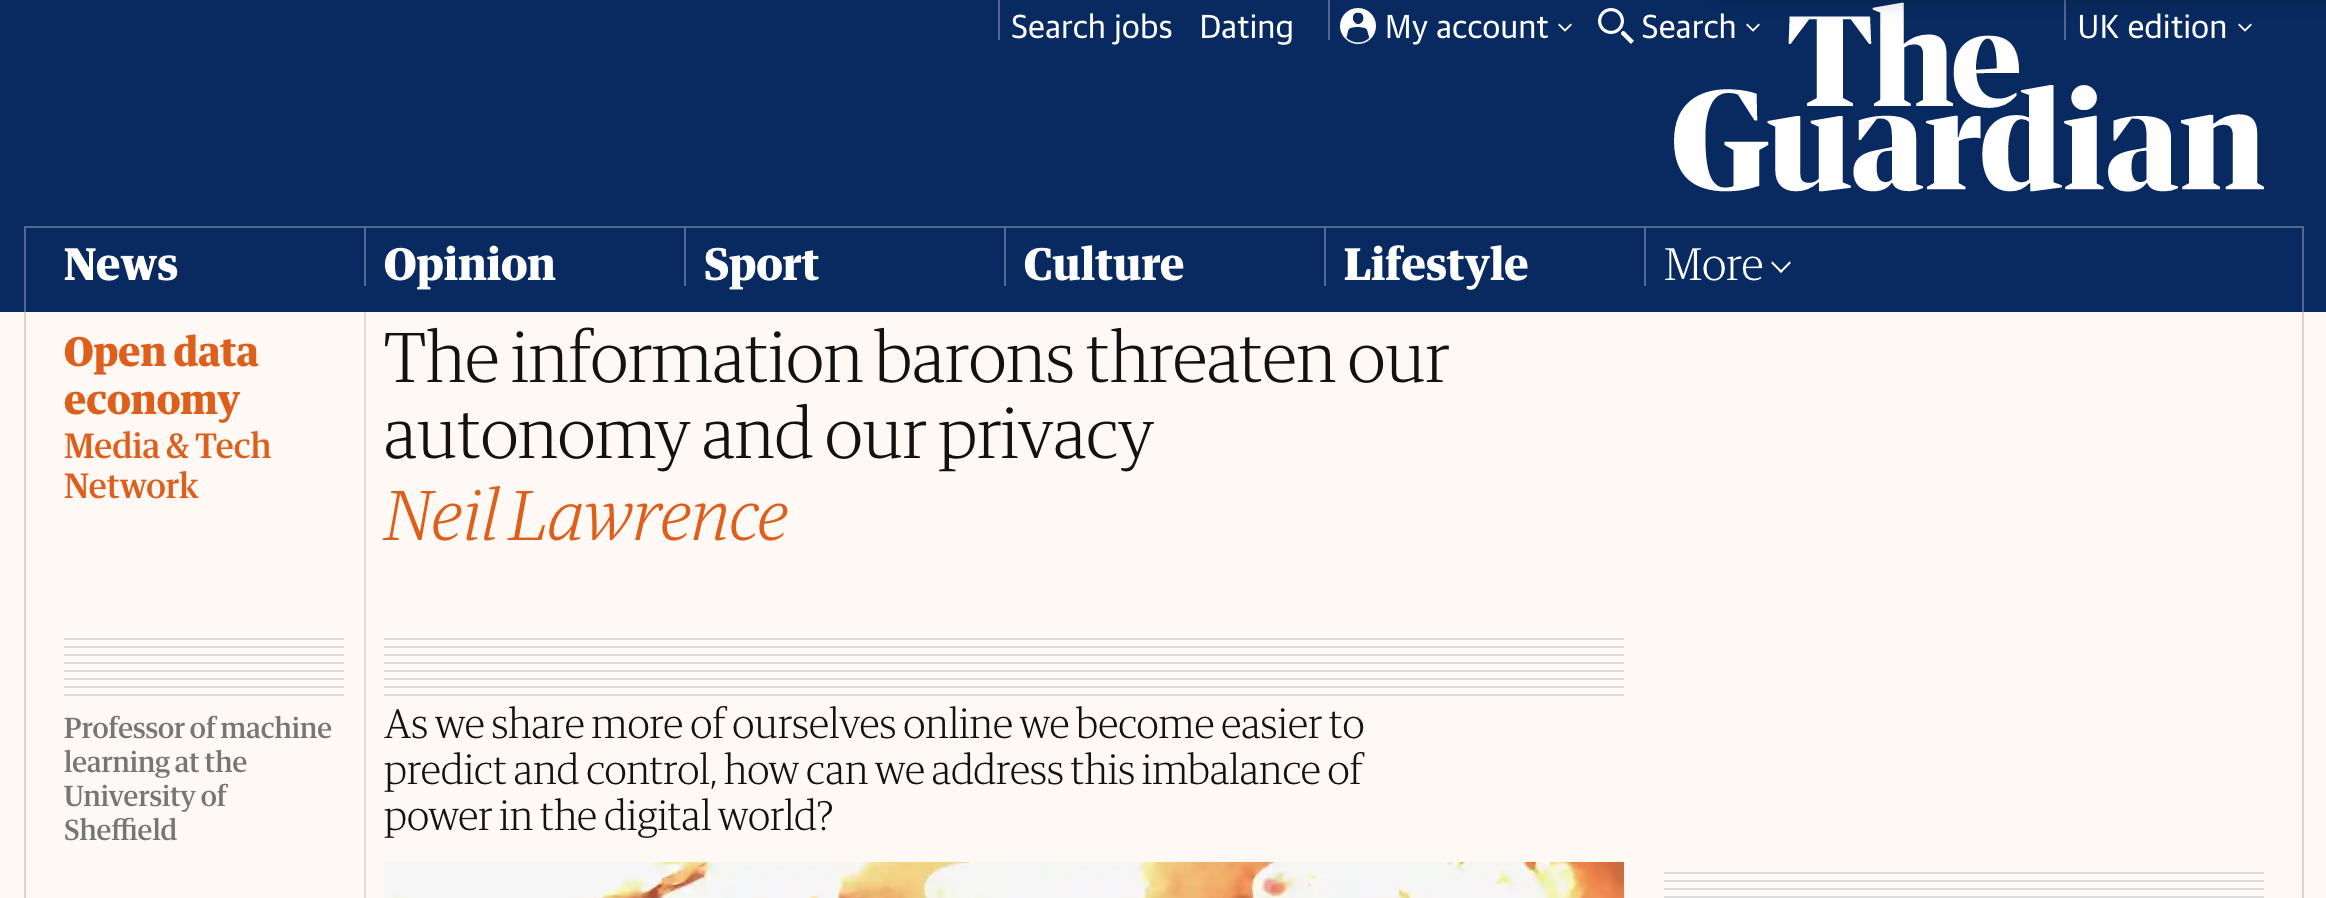 Search jobs Dating My account Search UK edition
The
Guardian
News Opinion Sport Culture Lifestyle More
Open data
economy
Media & Tech
Network
The information barons threaten our
autonomy and our privacy
Neil Lawrence
Professor of machine
learning at the
University of
Sheffield
As we share more of ourselves online we become easier to
predict and control, how can we address this imbalance of
power in the digital world?